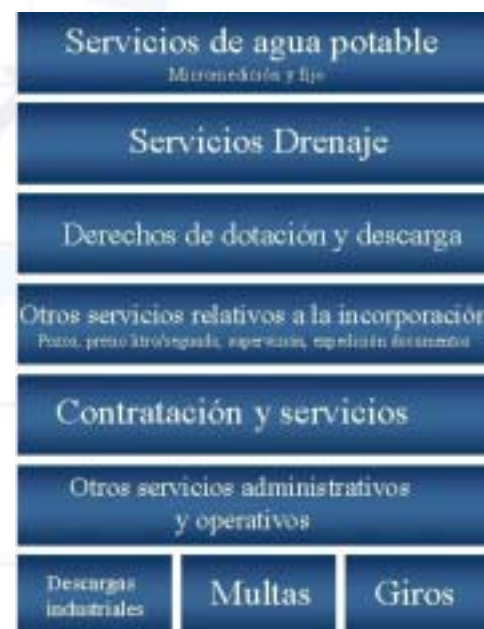 Servicios de agua potable
Micromedición y fijo
Servicios Drenaje
Derechos de dotación y descarga
Otros servicios relativos a la incorporación
Pozos, precio litro/segundo, supervisión, expedición documentos
Contratación y servicios
Otros servicios administrativos
y operativos
Descargas
industriales
Multas
Giros